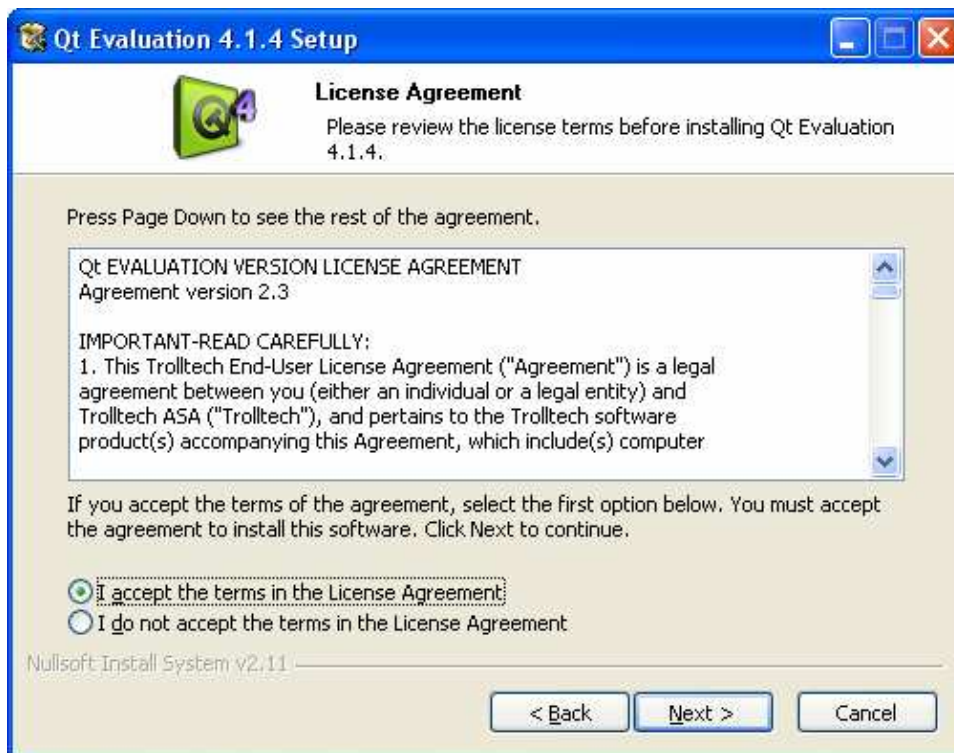 Qt Evaluation 4.1.4 Setup
Q4
License Agreement
Please review the license terms before installing Qt Evaluation
4.1.4.
Press Page Down to see the rest of the agreement.
Qt EVALUATION VERSION LICENSE AGREEMENT
Agreement version 2.3
IMPORTANT-READ CAREFULLY:
1. This Trolltech End-User License Agreement ("Agreement") is a legal
agreement between you (either an individual or a legal entity) and
Trolltech ASA ("Trolltech"), and pertains to the Trolltech software
product(s) accompanying this Agreement, which include(s) computer
If you accept the terms of the agreement, select the first option below. You must accept
the agreement to install this software. Click Next to continue.
I accept the terms in the License Agreement
I do not accept the terms in the License Agreement
Nullsoft Install System v2.11
< Back Next > Cancel